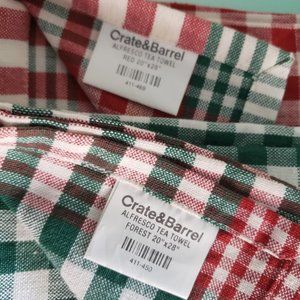 Crate&Barrel
ALFRESCO TEA TOWEL
RED 20"x28"
411-469
Crate&Barrel
ALFRESCO TEA TOWEL
FOREST 20"x28"
411-450